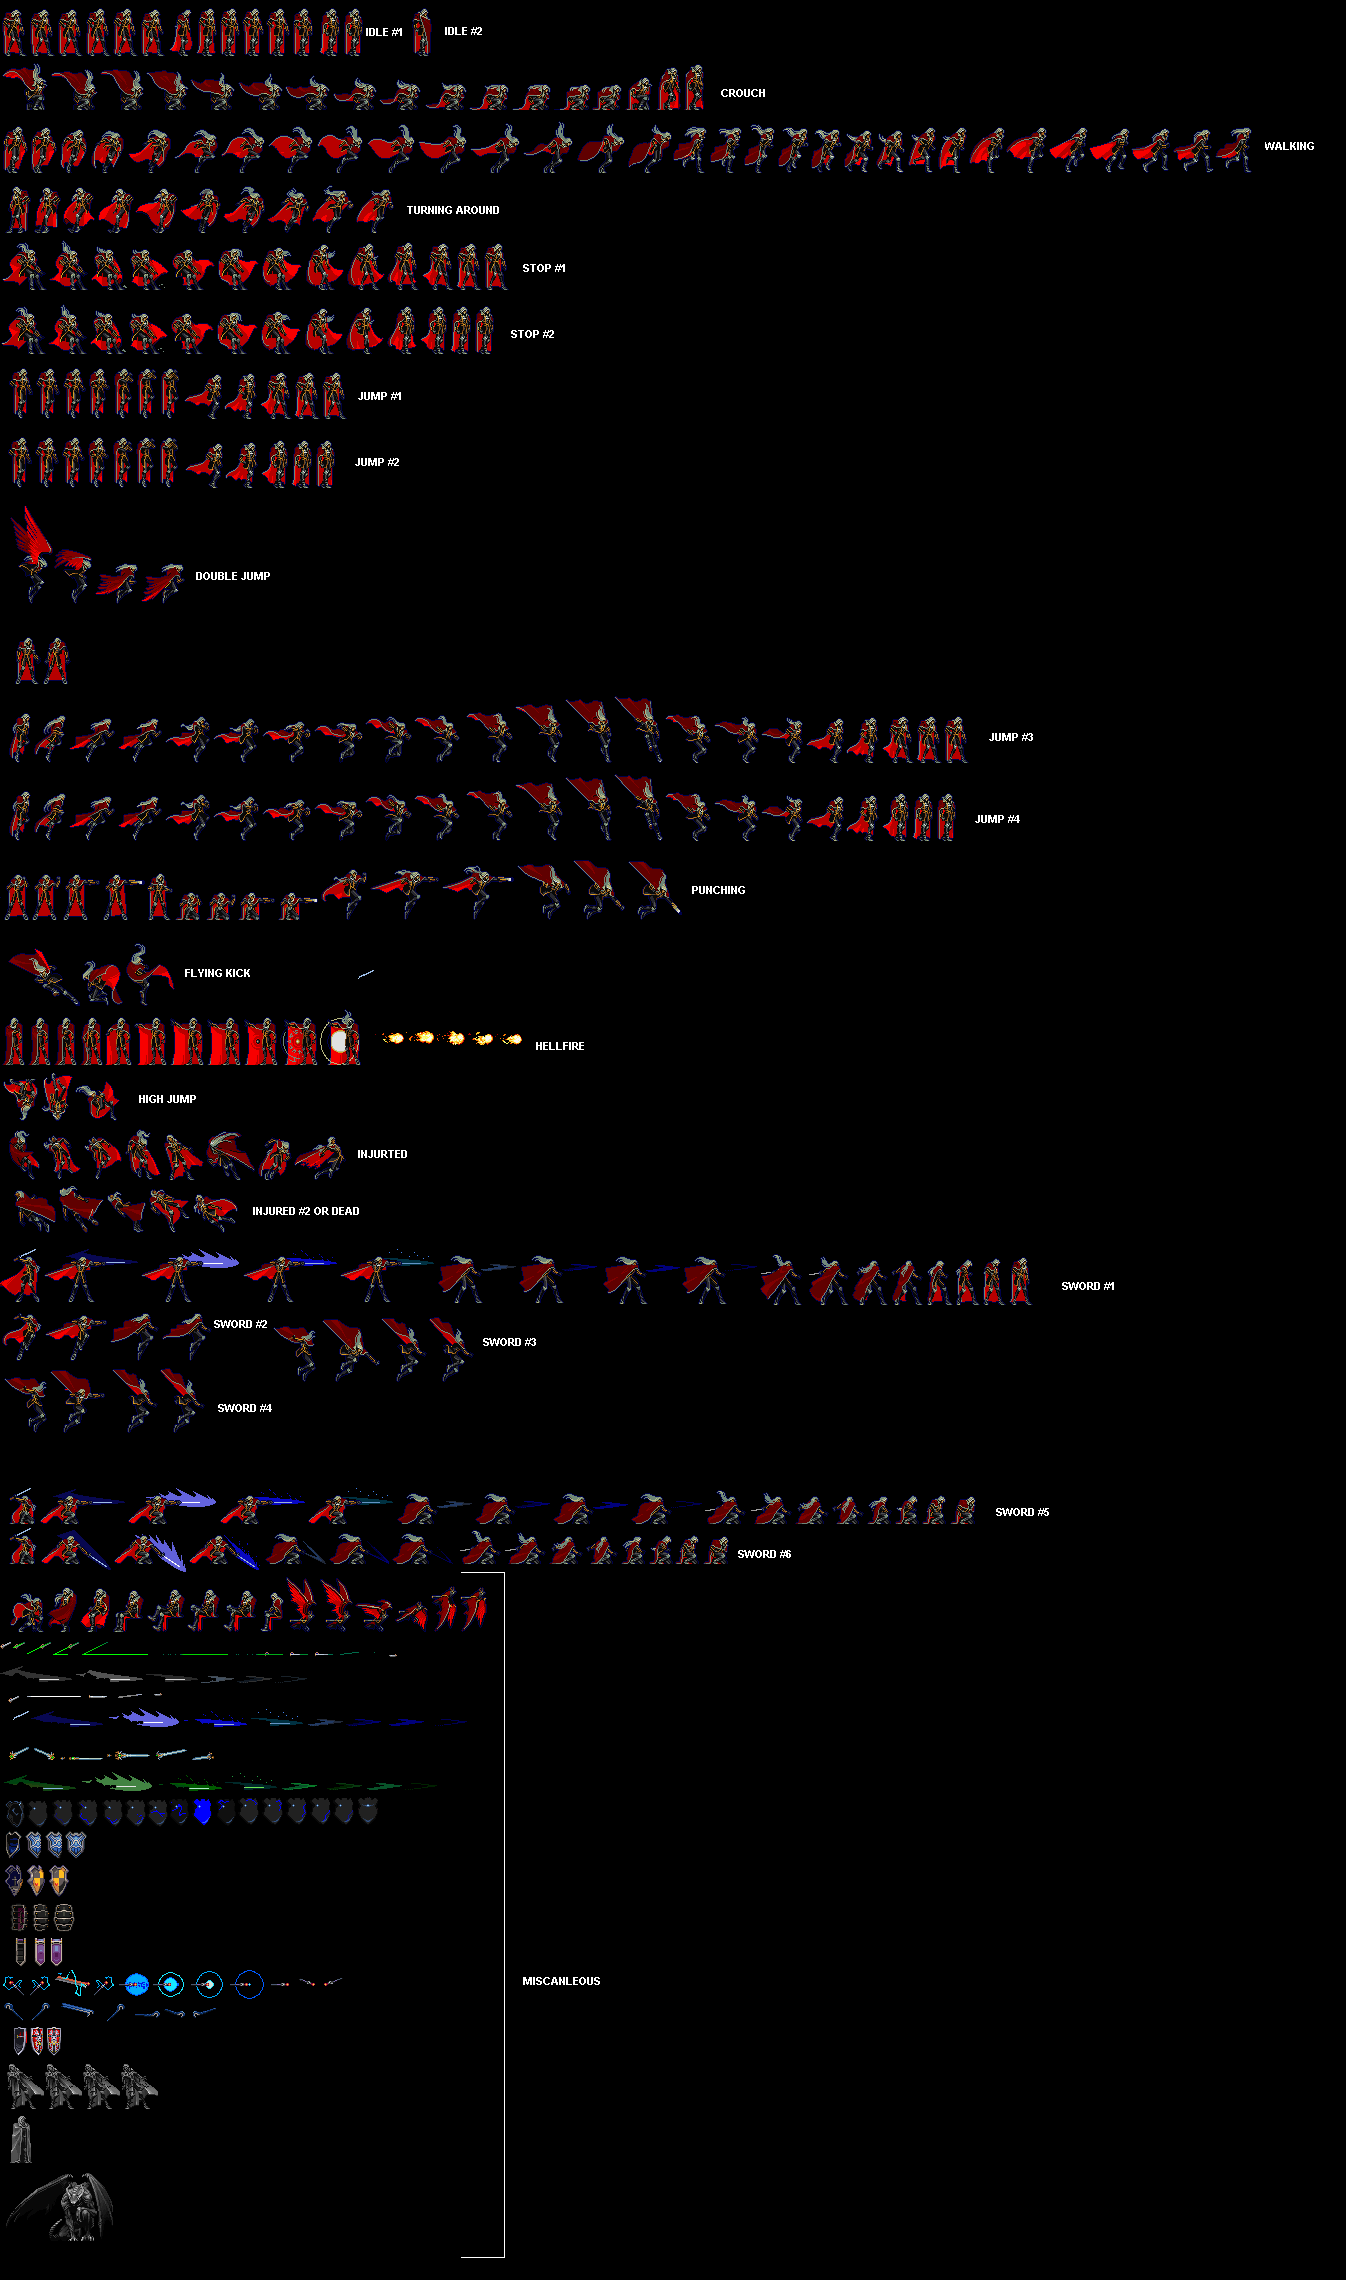 IDLE #1
IDLE #2
CROUCH
WALKING
TURNING AROUND
STOP #1
STOP #2
JUMP #1
JUMP #2
DOUBLE JUMP
JUMP #3
JUMP #4
PUNCHING
FLYING KICK
HELLFIRE
HIGH JUMP
INJURTED
INJURED #2 OR DEAD
SWORD #1
SWORD #2
SWORD #3
SWORD #4
SWORD #5
SWORD #6
MISCANLEOUS